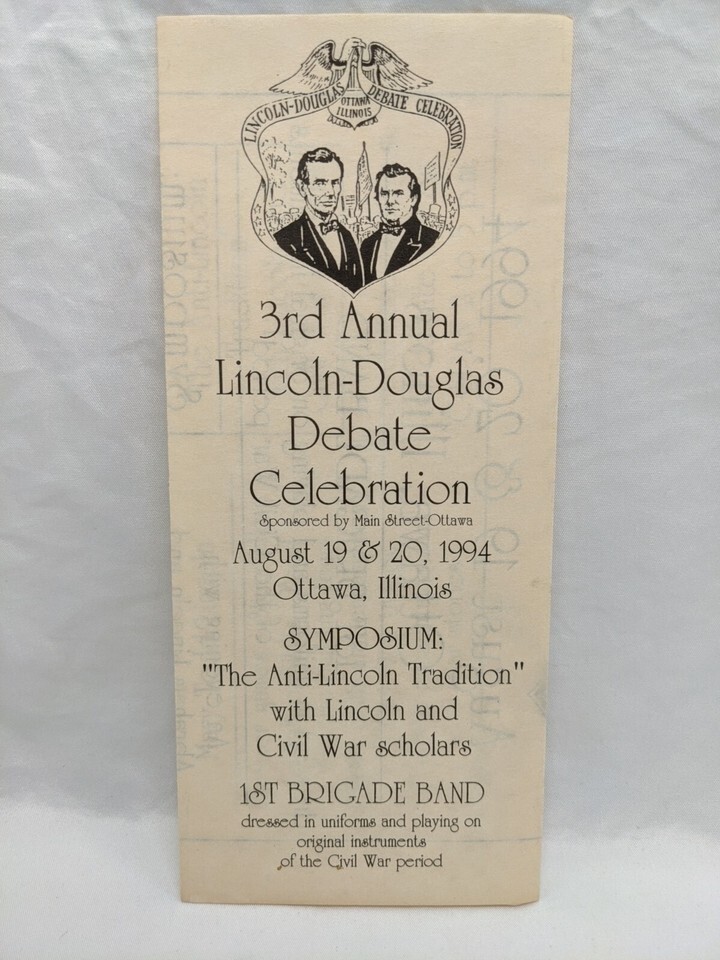 LINCOLN-DOUGLAS DEBATE CELEBRATION
OTTAWA
ILLINOIS
3rd Annual
Lincoln-Douglas
Debate
Celebration
Sponsored by Main Street-Ottawa
August 19 & 20, 1994
Ottawa, Illinois
SYMPOSIUM:
"The Anti-Lincoln Tradition"
with Lincoln and
Civil War scholars
1ST BRIGADE BAND
dressed in uniforms and playing on
original instruments
of the Civil War period